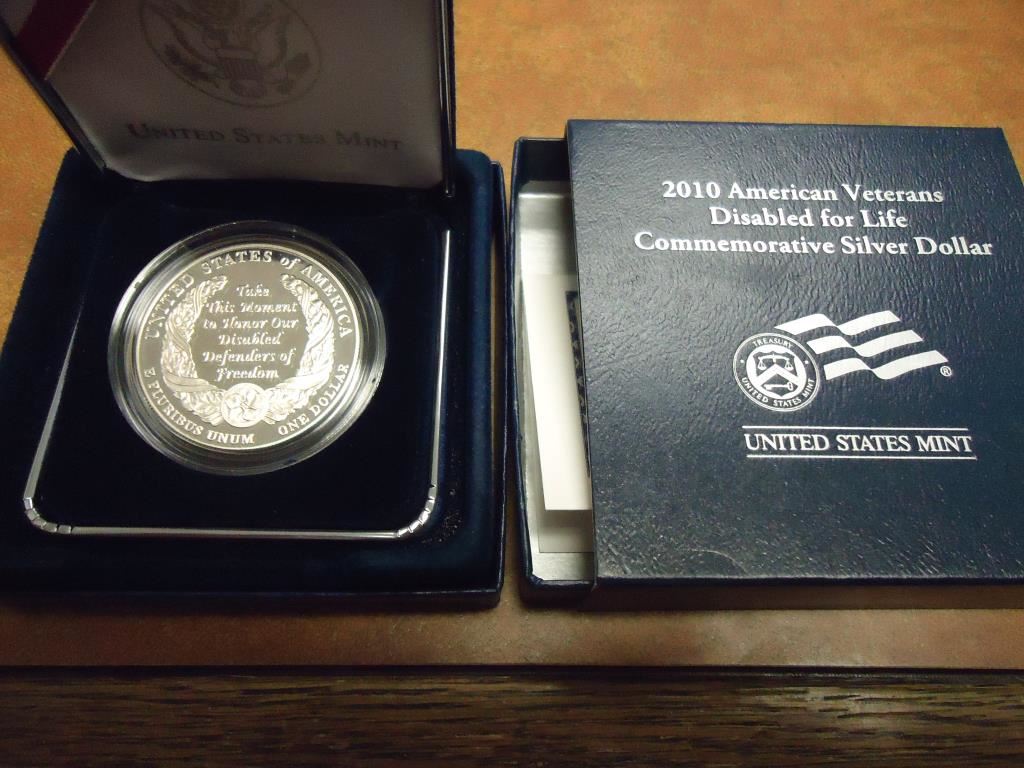 UNITED STATES MINT
UNITED STATES of AMERICA
Take
This Moment
to Honor Our
Disabled
Defenders of
Freedom
E PLURIBUS UNUM
ONE DOLLAR
2010 American Veterans
Disabled for Life
Commemorative Silver Dollar
TREASURY
UNITED STATES MINT
®
UNITED STATES MINT